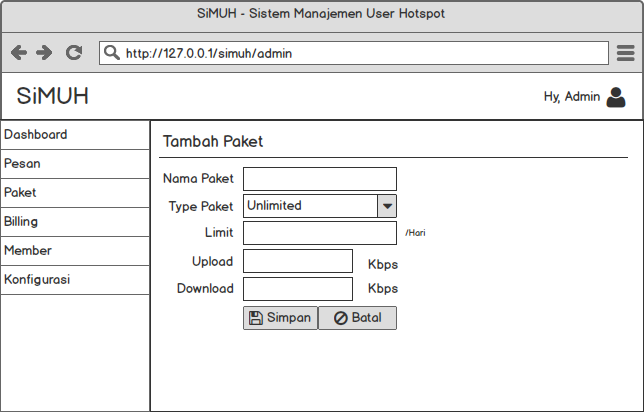 SiMUH - Sistem Manajemen User Hotspot
http://127.0.0.1/simuh/admin
SiMUH
Hy, Admin
Dashboard
Pesan
Paket
Billing
Member
Konfigurasi
Tambah Paket
Nama Paket
Type Paket Unlimited
Limit /Hari
Upload Kbps
Download Kbps
Simpan Batal